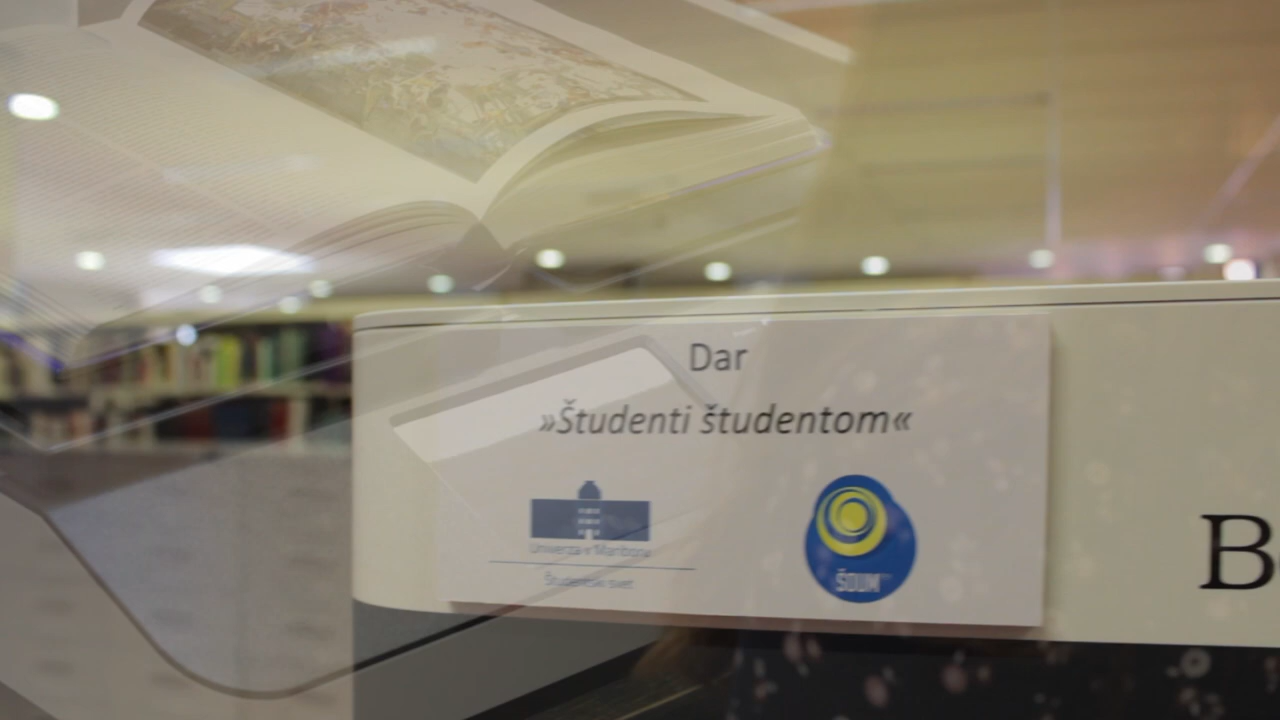 Dar
»Študenti študentom«
Univerza v Mariboru
Študentski svet
ŠOUM
B